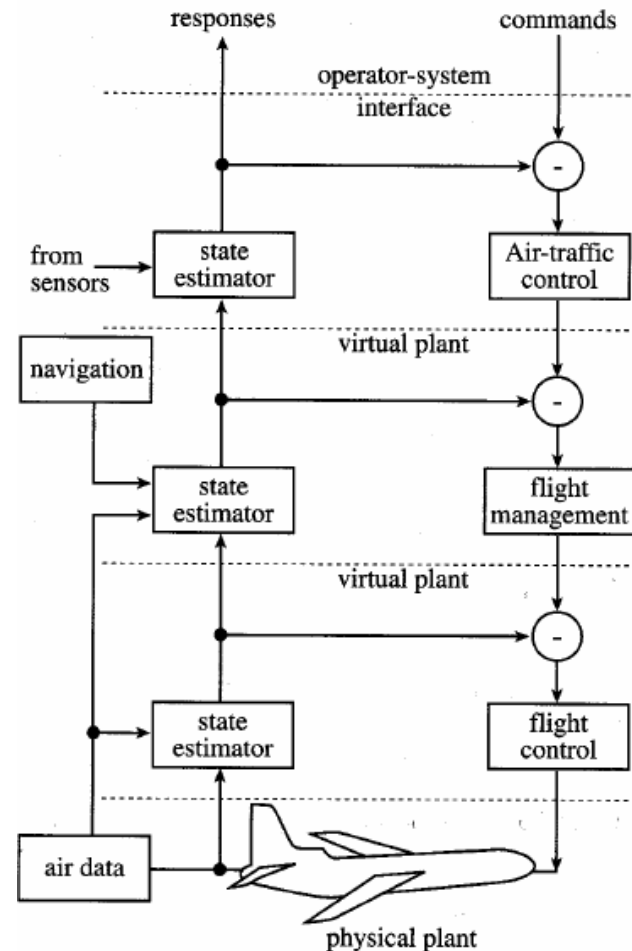 responses
commands
operator-system
interface
-
from
sensors
state
estimator
Air-traffic
control
virtual plant
navigation
-
state
estimator
flight
management
virtual plant
-
state
estimator
flight
control
air data
physical plant